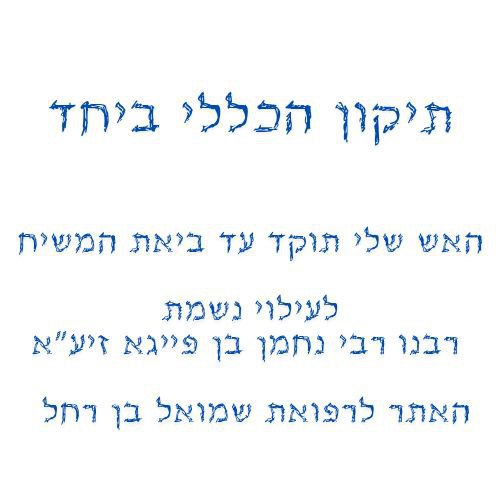 תיקון הכללי ביחד
האש שלי תוקד עד ביאת המשיח
לעילוי נשמת
רבנו רבי נחמן בן פייגא זיע"א
האתר לרפואת שמואל בן רחל